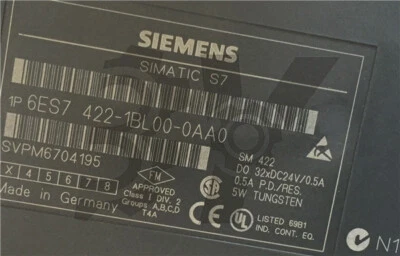 SIEMENS
SIMATIC S7
1P 6ES7 422-1BL00-0AA0
SVPM6704195
SM 422
DO 32xDC24V/0.5A
0.5A P.D./RES.
5W TUNGSTEN
X 4 5 6 7 8
FM
APPROVED
Class I DIV. 2
Groups A,B,C,D
T4A
Made in Germany
UL
LISTED 69B1
IND. CONT. EQ.
N1